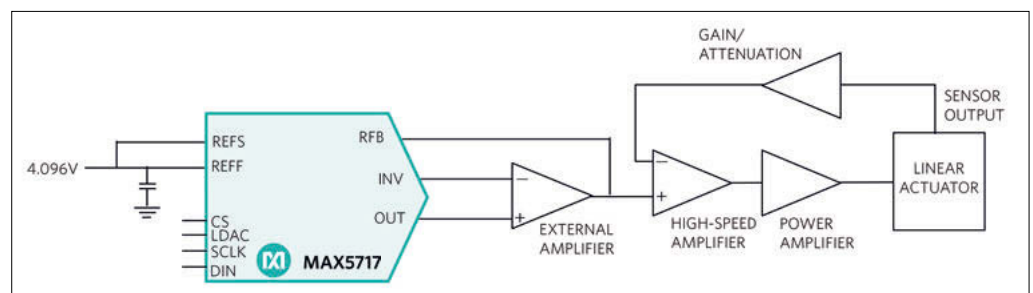 GAIN/
ATTENUATION
SENSOR
OUTPUT
REFS
RFB
4.096V
REFF
INV
−
−
LINEAR
ACTUATOR
+
OUT
+
CS
LDAC
SCLK
DIN
MAX5717
EXTERNAL
AMPLIFIER
HIGH-SPEED
AMPLIFIER
POWER
AMPLIFIER